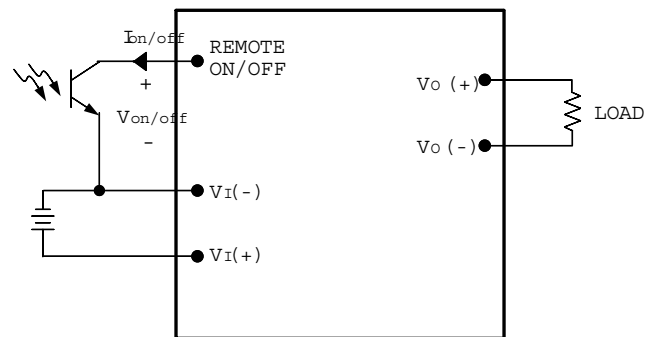 Ion/off
REMOTE
ON/OFF
+
Von/off
-
VO (+)
VO (-)
LOAD
VI(-)
VI(+)